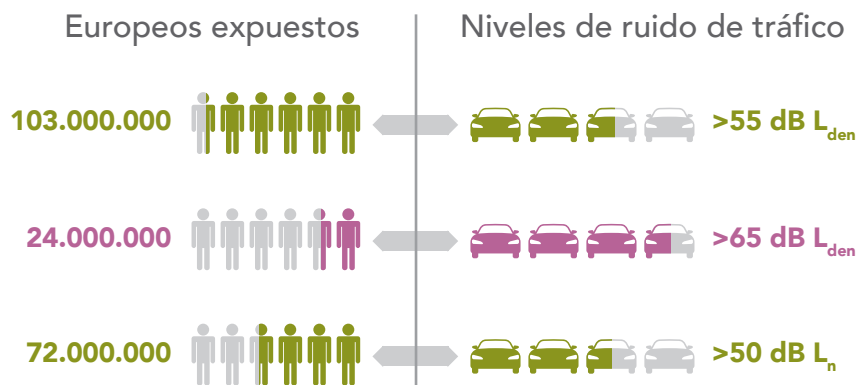 Europeos expuestos Niveles de ruido de tráfico
103.000.000 >55 dB Lden
24.000.000 >65 dB Lden
72.000.000 >50 dB Ln